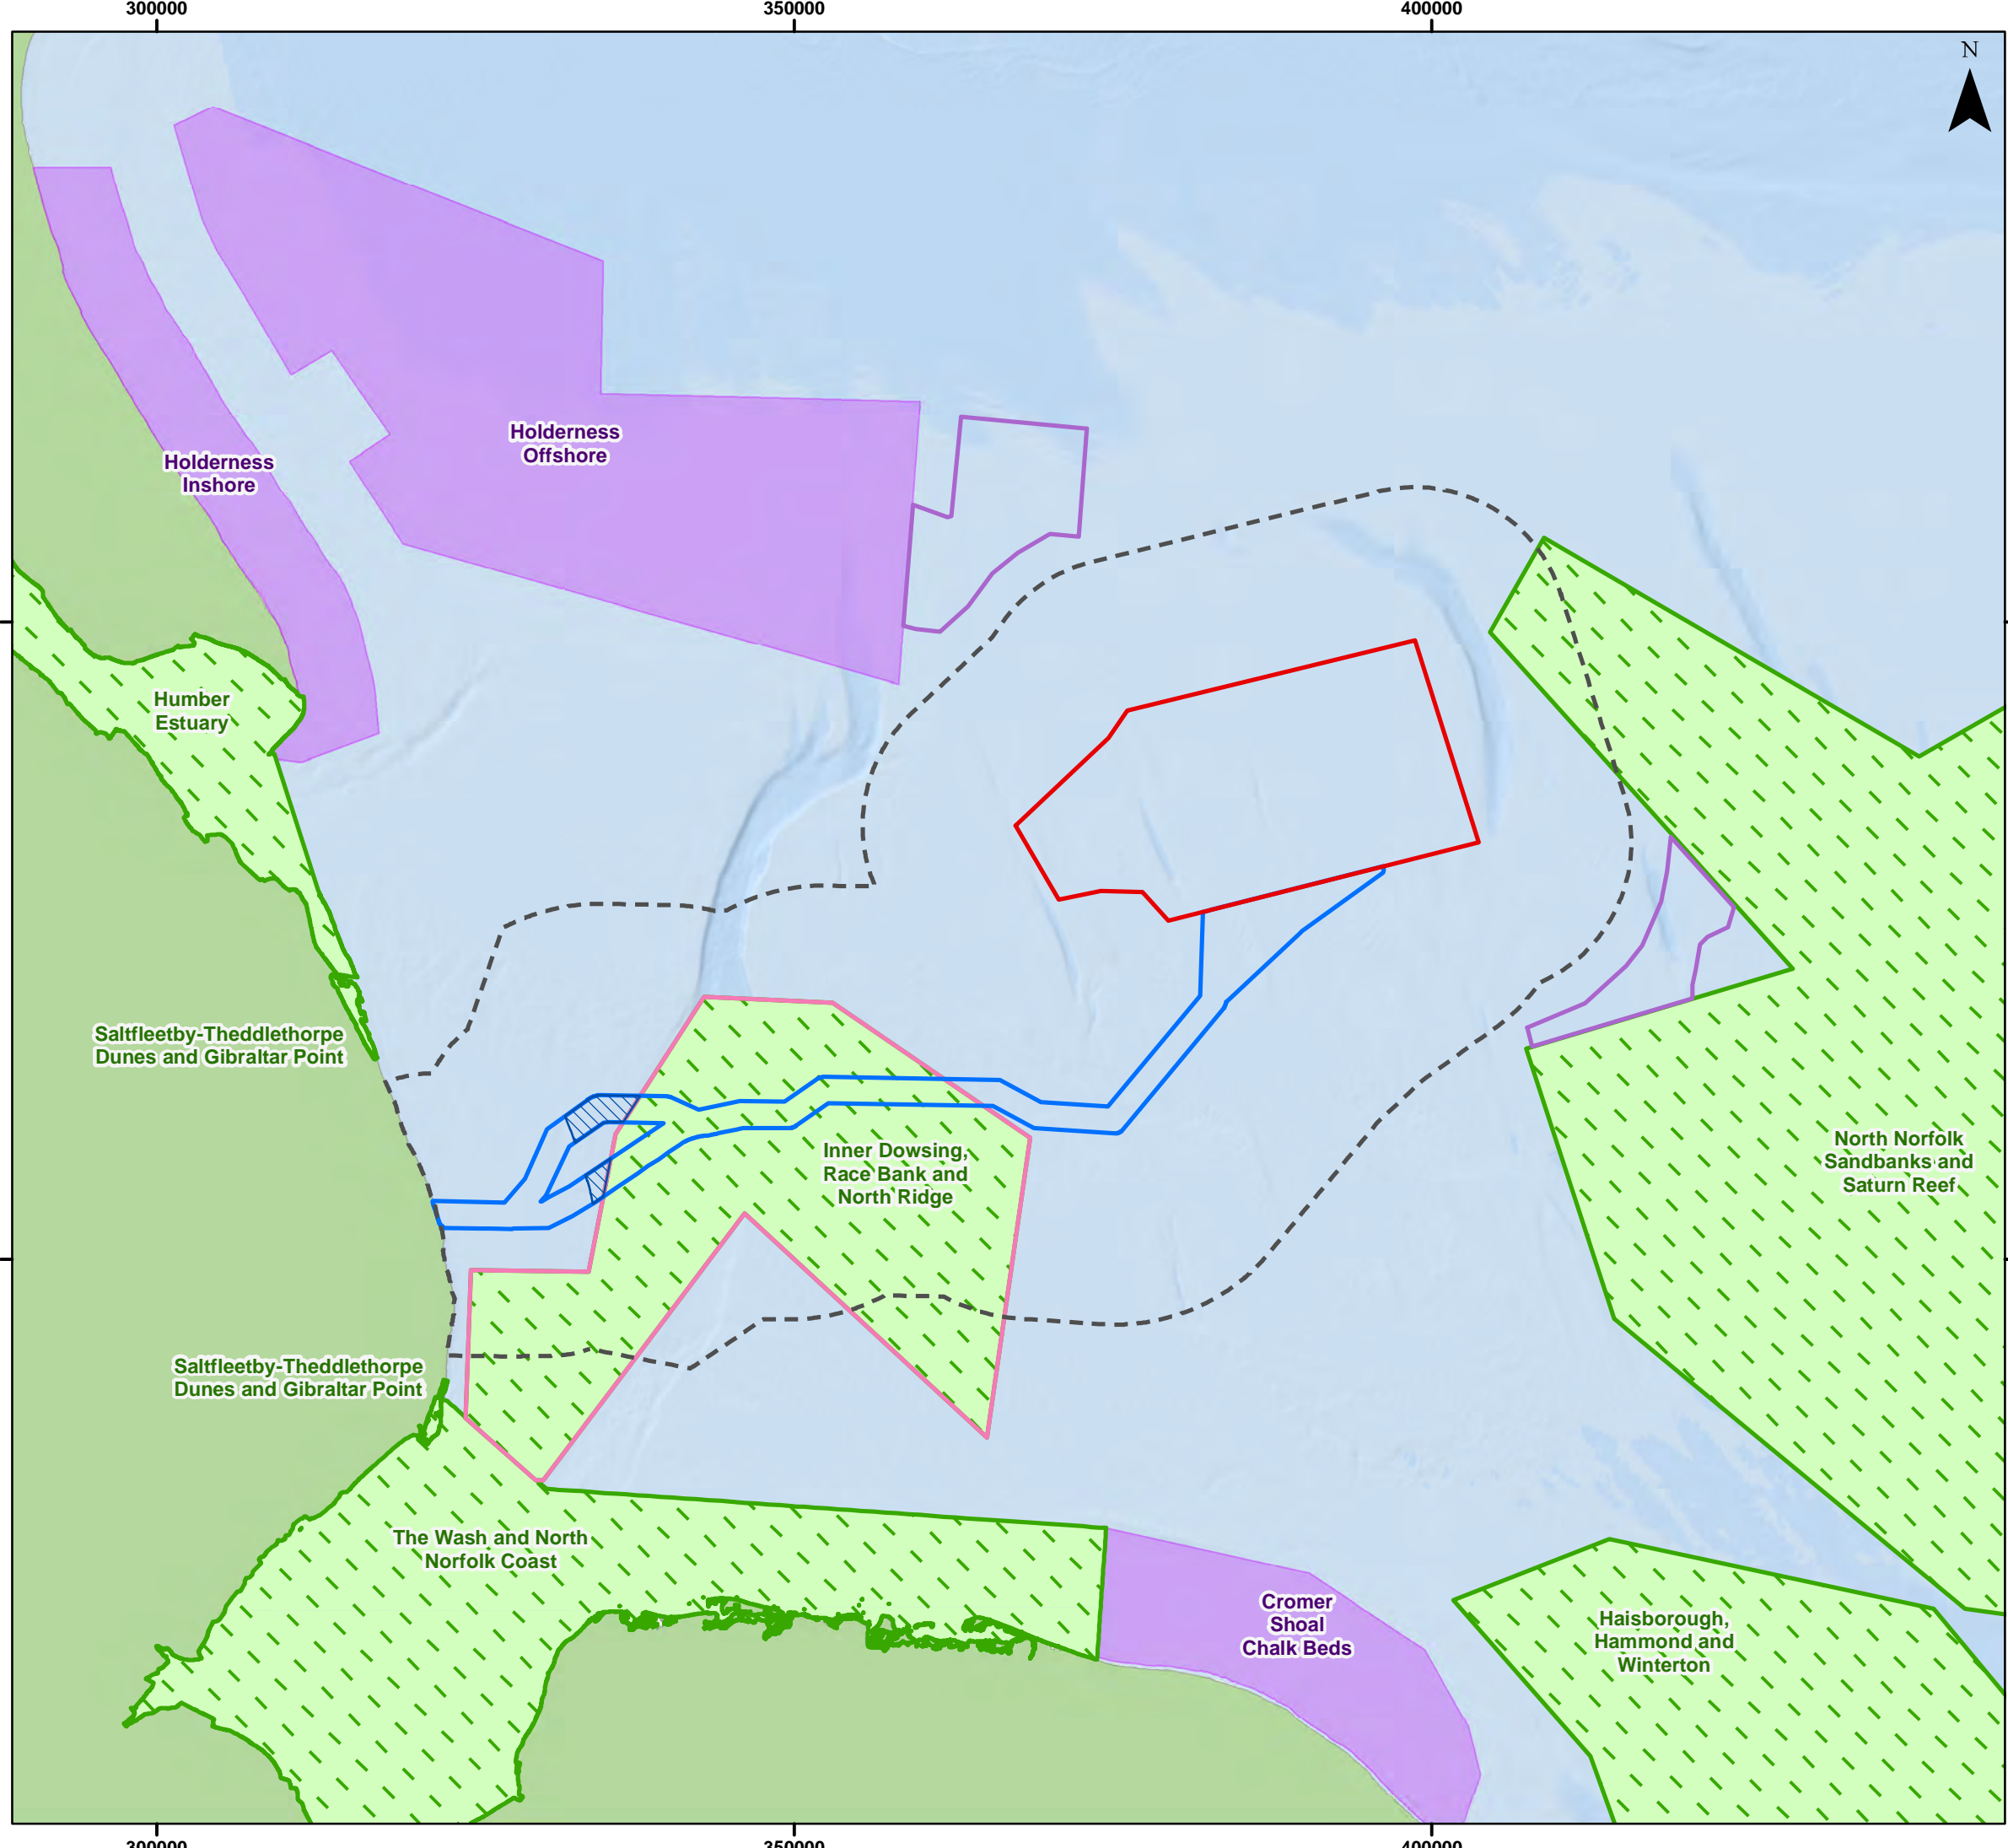 300000
350000
400000
N
Holderness
Offshore
Holderness
Inshore
Humber
Estuary
Saltfleetby-Theddlethorpe
Dunes and Gibraltar Point
Inner Dowsing,
Race Bank and
North Ridge
North Norfolk
Sandbanks and
Saturn Reef
Saltfleetby-Theddlethorpe
Dunes and Gibraltar Point
The Wash and North
Norfolk Coast
Cromer
Shoal
Chalk Beds
Haisborough,
Hammond and
Winterton
300000
350000
400000